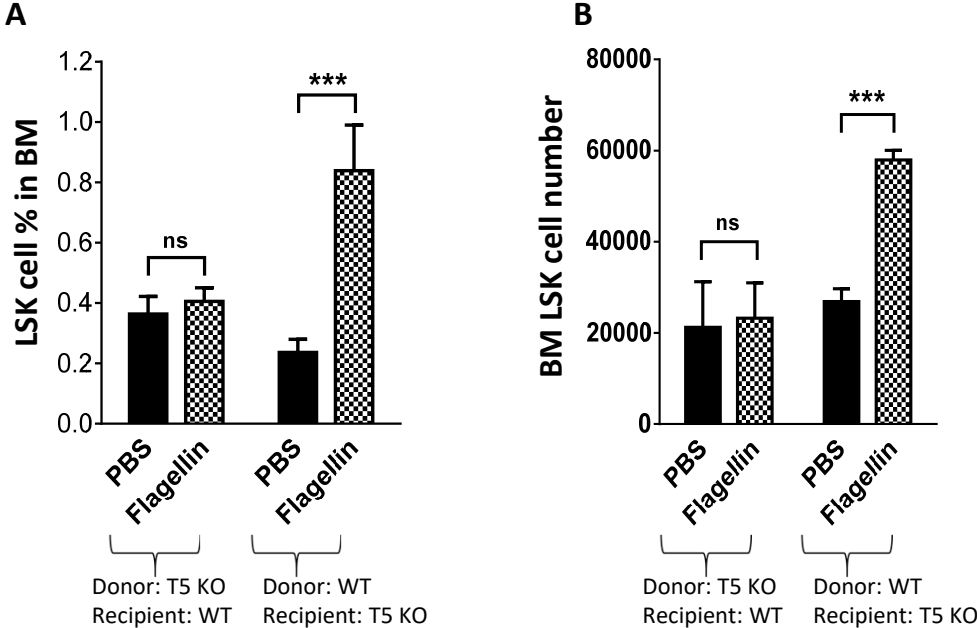 A
LSK cell % in BM
1.2
1.0
0.8
0.6
0.4
0.2
0.0
ns
***
PBS
Flagellin
PBS
Flagellin
Donor: T5 KO
Recipient: WT
Donor: WT
Recipient: T5 KO
B
BM LSK cell number
80000
60000
40000
20000
0
ns
***
PBS
Flagellin
PBS
Flagellin
Donor: T5 KO
Recipient: WT
Donor: WT
Recipient: T5 KO